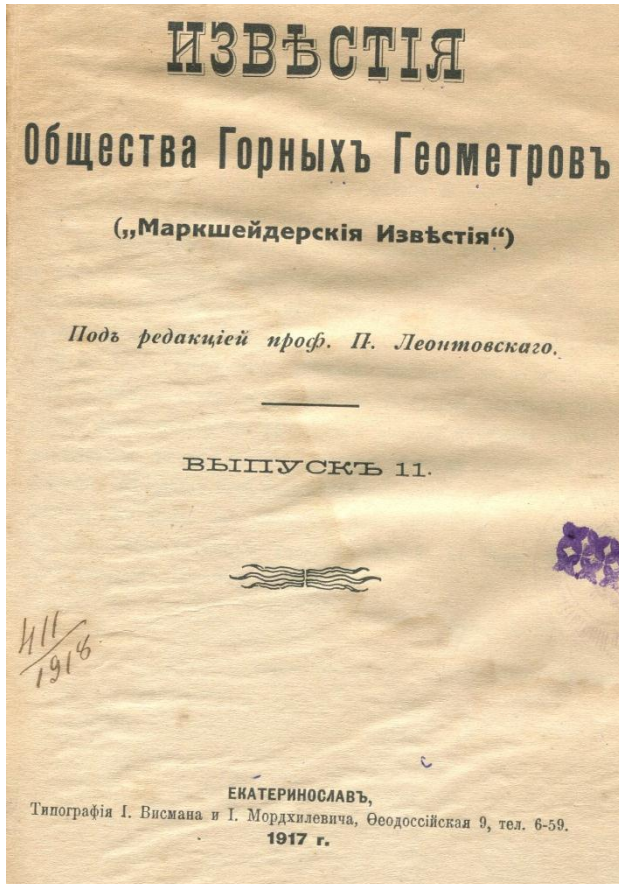 ИЗВѢСТІЯ
Общества Горныхъ Геометровъ
(„Маркшейдерскія Извѣстія“)
Подъ редакціей проф. П. Леонтовскаго.
ВЫПУСКЪ 11.
411
1918
ЕКАТЕРИНОСЛАВЪ,
Типографія І. Висмана и І. Мордхилевича, Ѳеодоссійская 9, тел. 6-59.
1917 г.